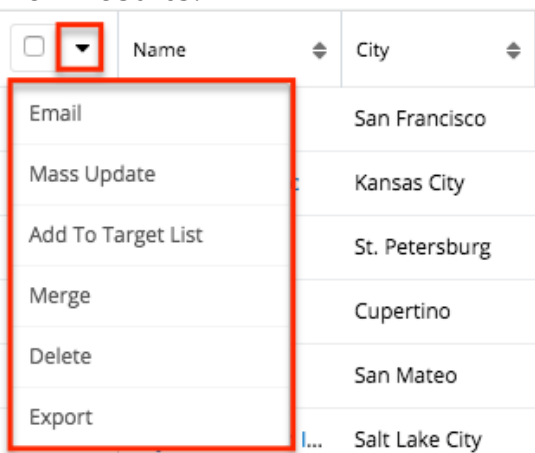 Name
City
Email
San Francisco
Mass Update
Kansas City
Add To Target List
St. Petersburg
Merge
Cupertino
Delete
San Mateo
Export
Salt Lake City